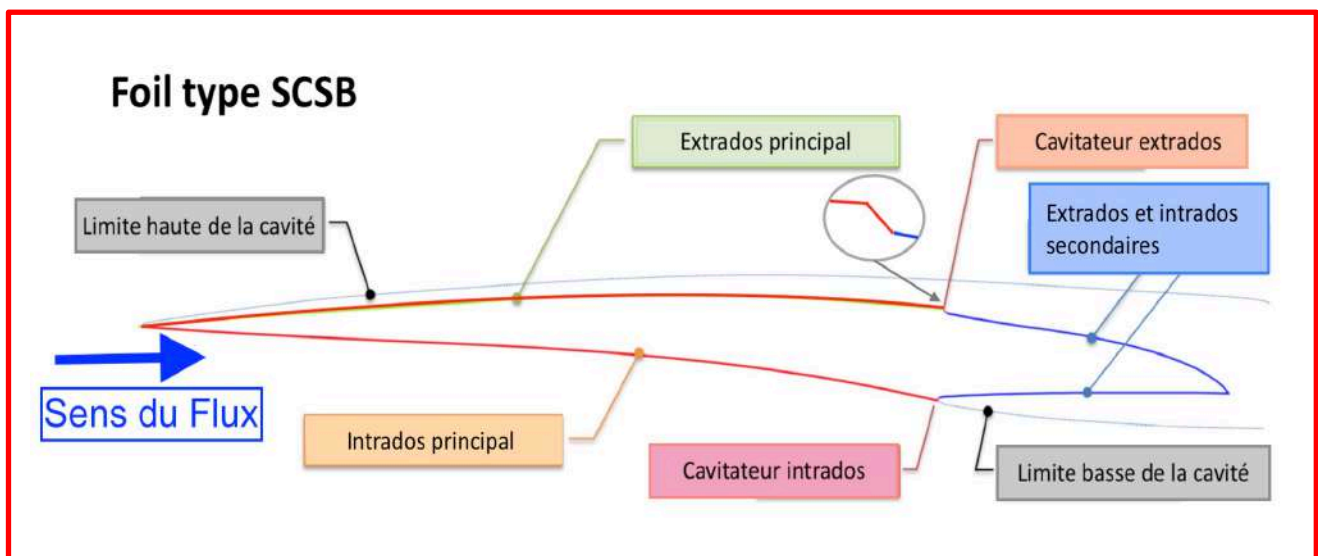 Foil type SCSB
Extrados principal
Cavitateur extrados
Limite haute de la cavité
Extrados et intrados
secondaires
Sens du Flux
Intrados principal
Cavitateur intrados
Limite basse de la cavité